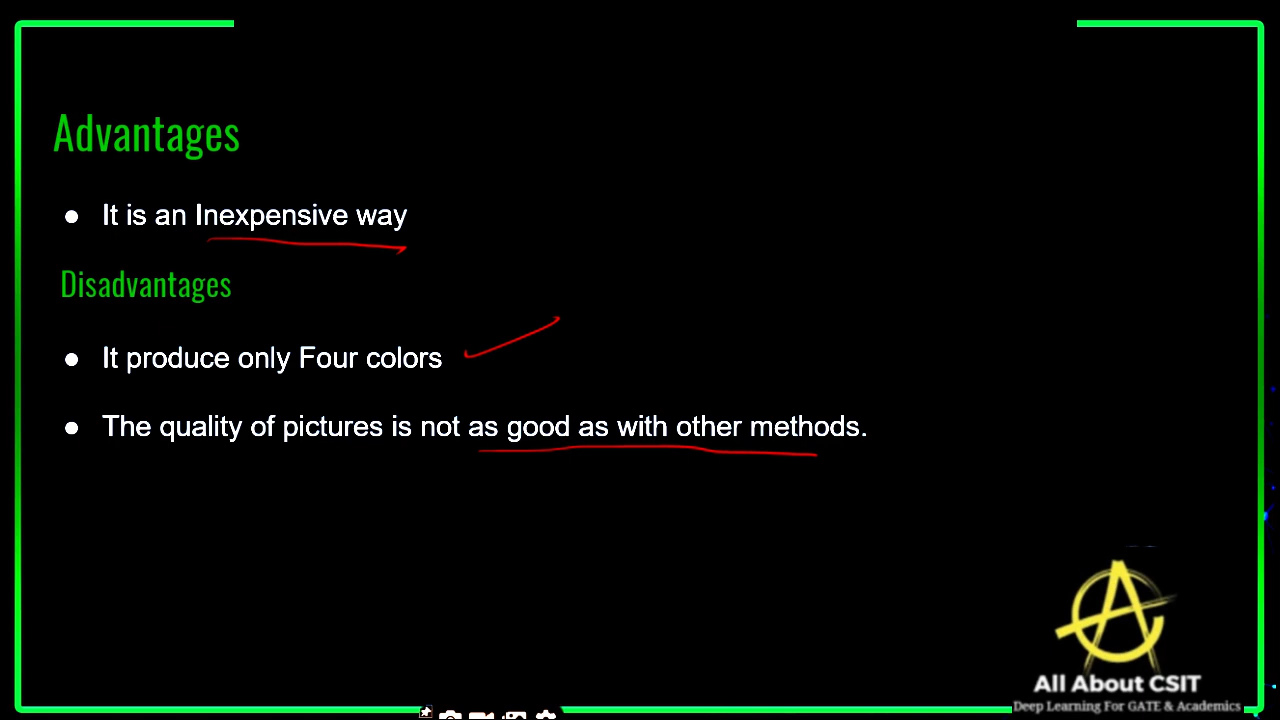 Advantages
● It is an Inexpensive way
Disadvantages
● It produce only Four colors
● The quality of pictures is not as good as with other methods.
All About CSIT
Deep Learning For GATE & Academics